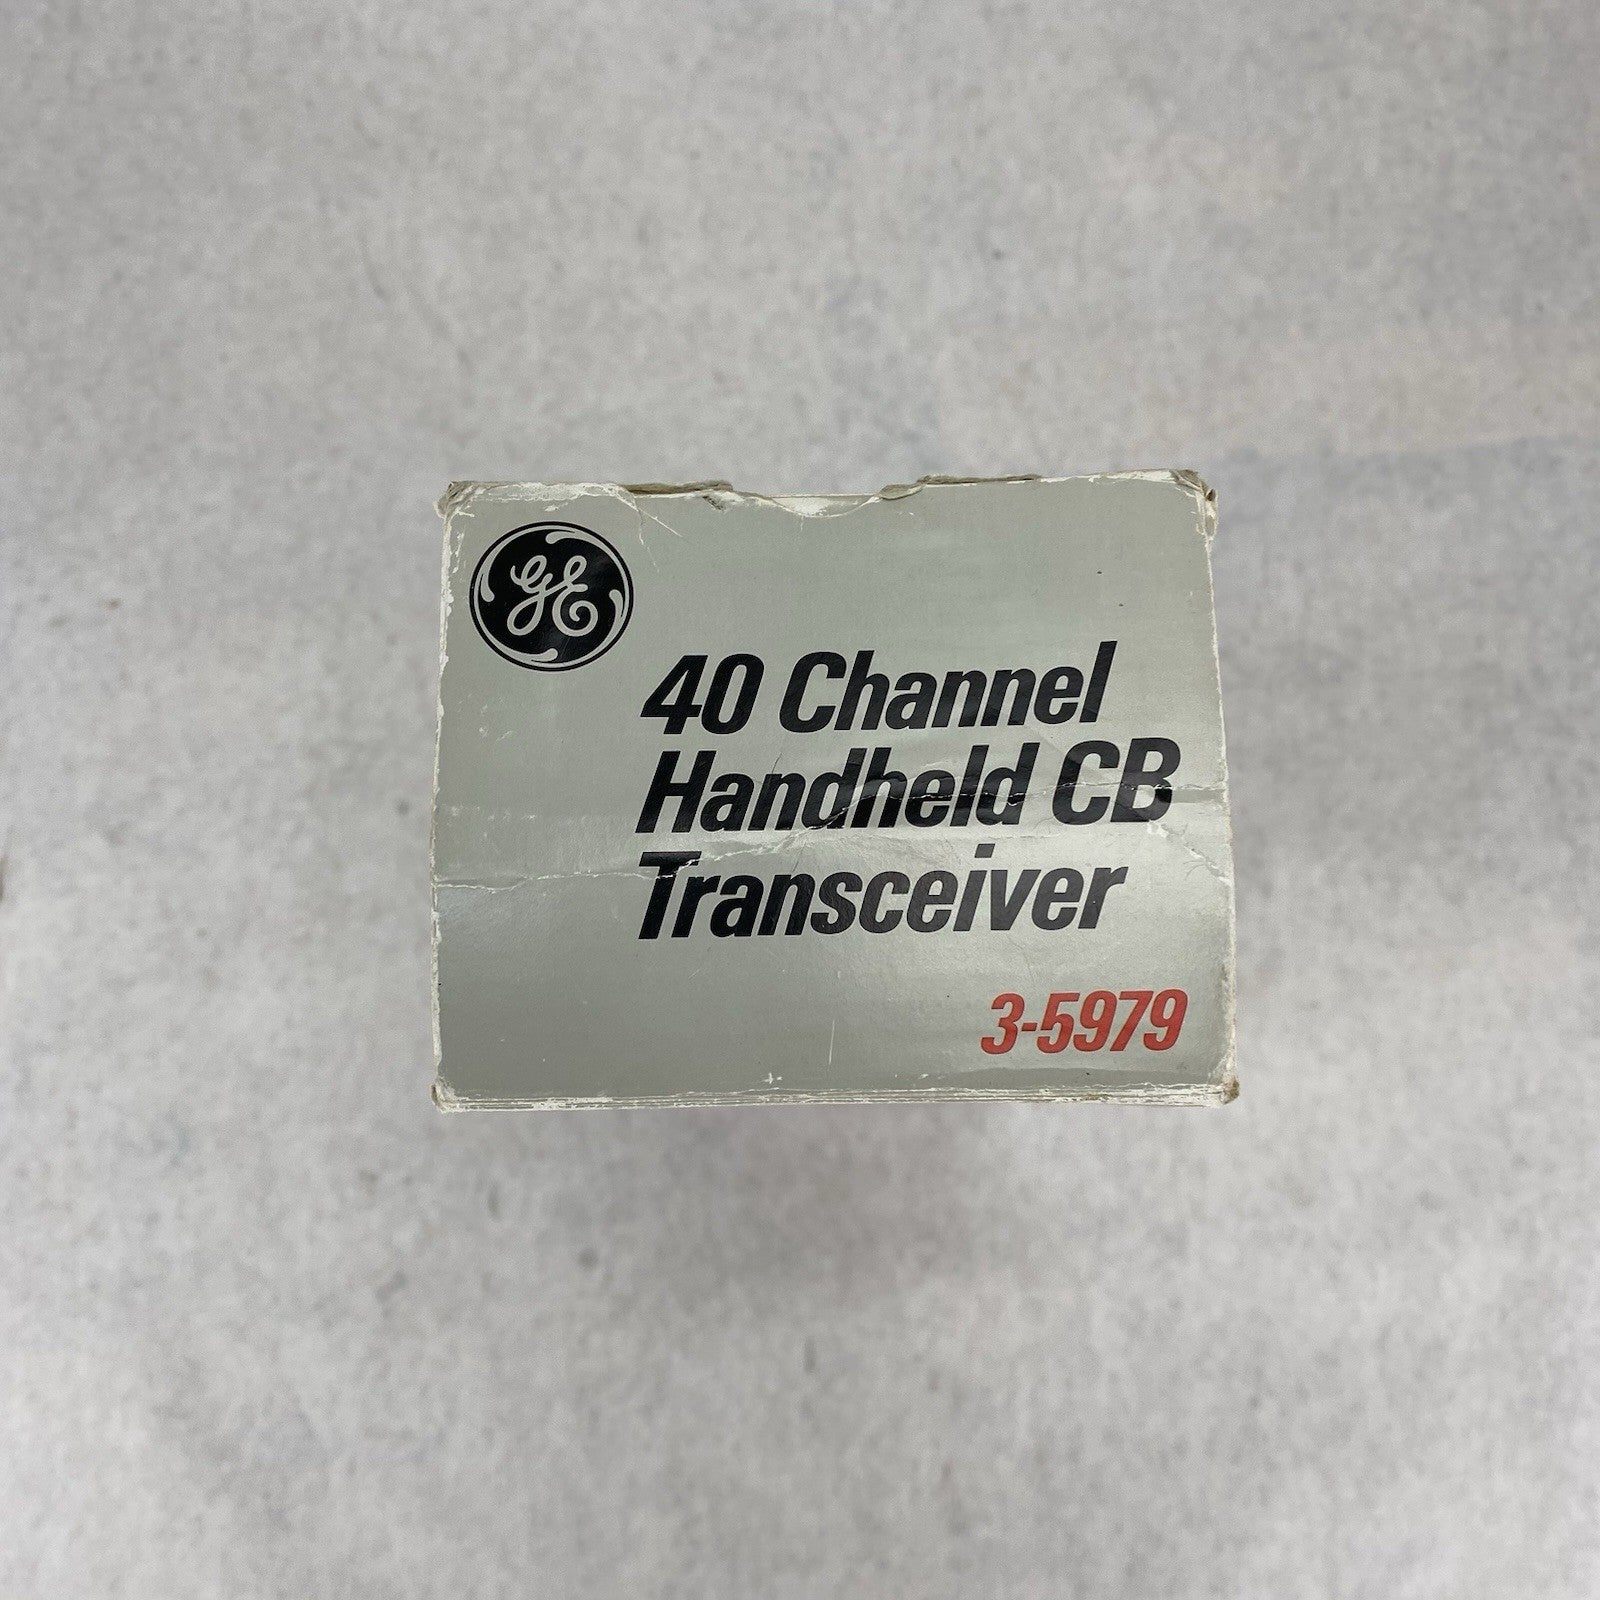 GE
40 Channel
Handheld CB
Transceiver
3-5979